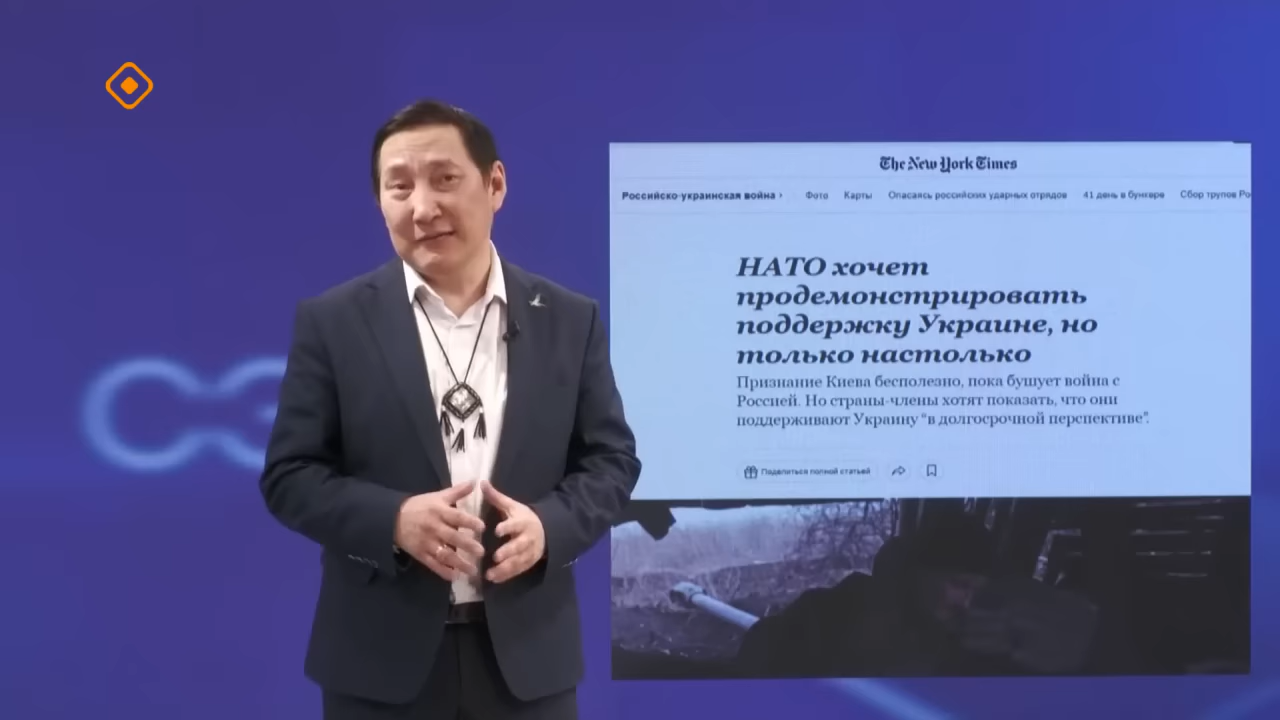 The New York Times
Российско-украинская война › Фото Карты Опасаясь российских ударных отрядов 41 день в бункере Сбор трупов Ро
НАТО хочет
продемонстрировать
поддержку Украине, но
только настолько
Признание Киева бесполезно, пока бушует война с
Россией. Но страны-члены хотят показать, что они
поддерживают Украину “в долгосрочной перспективе”.
Поделиться полной статьей
СЭ